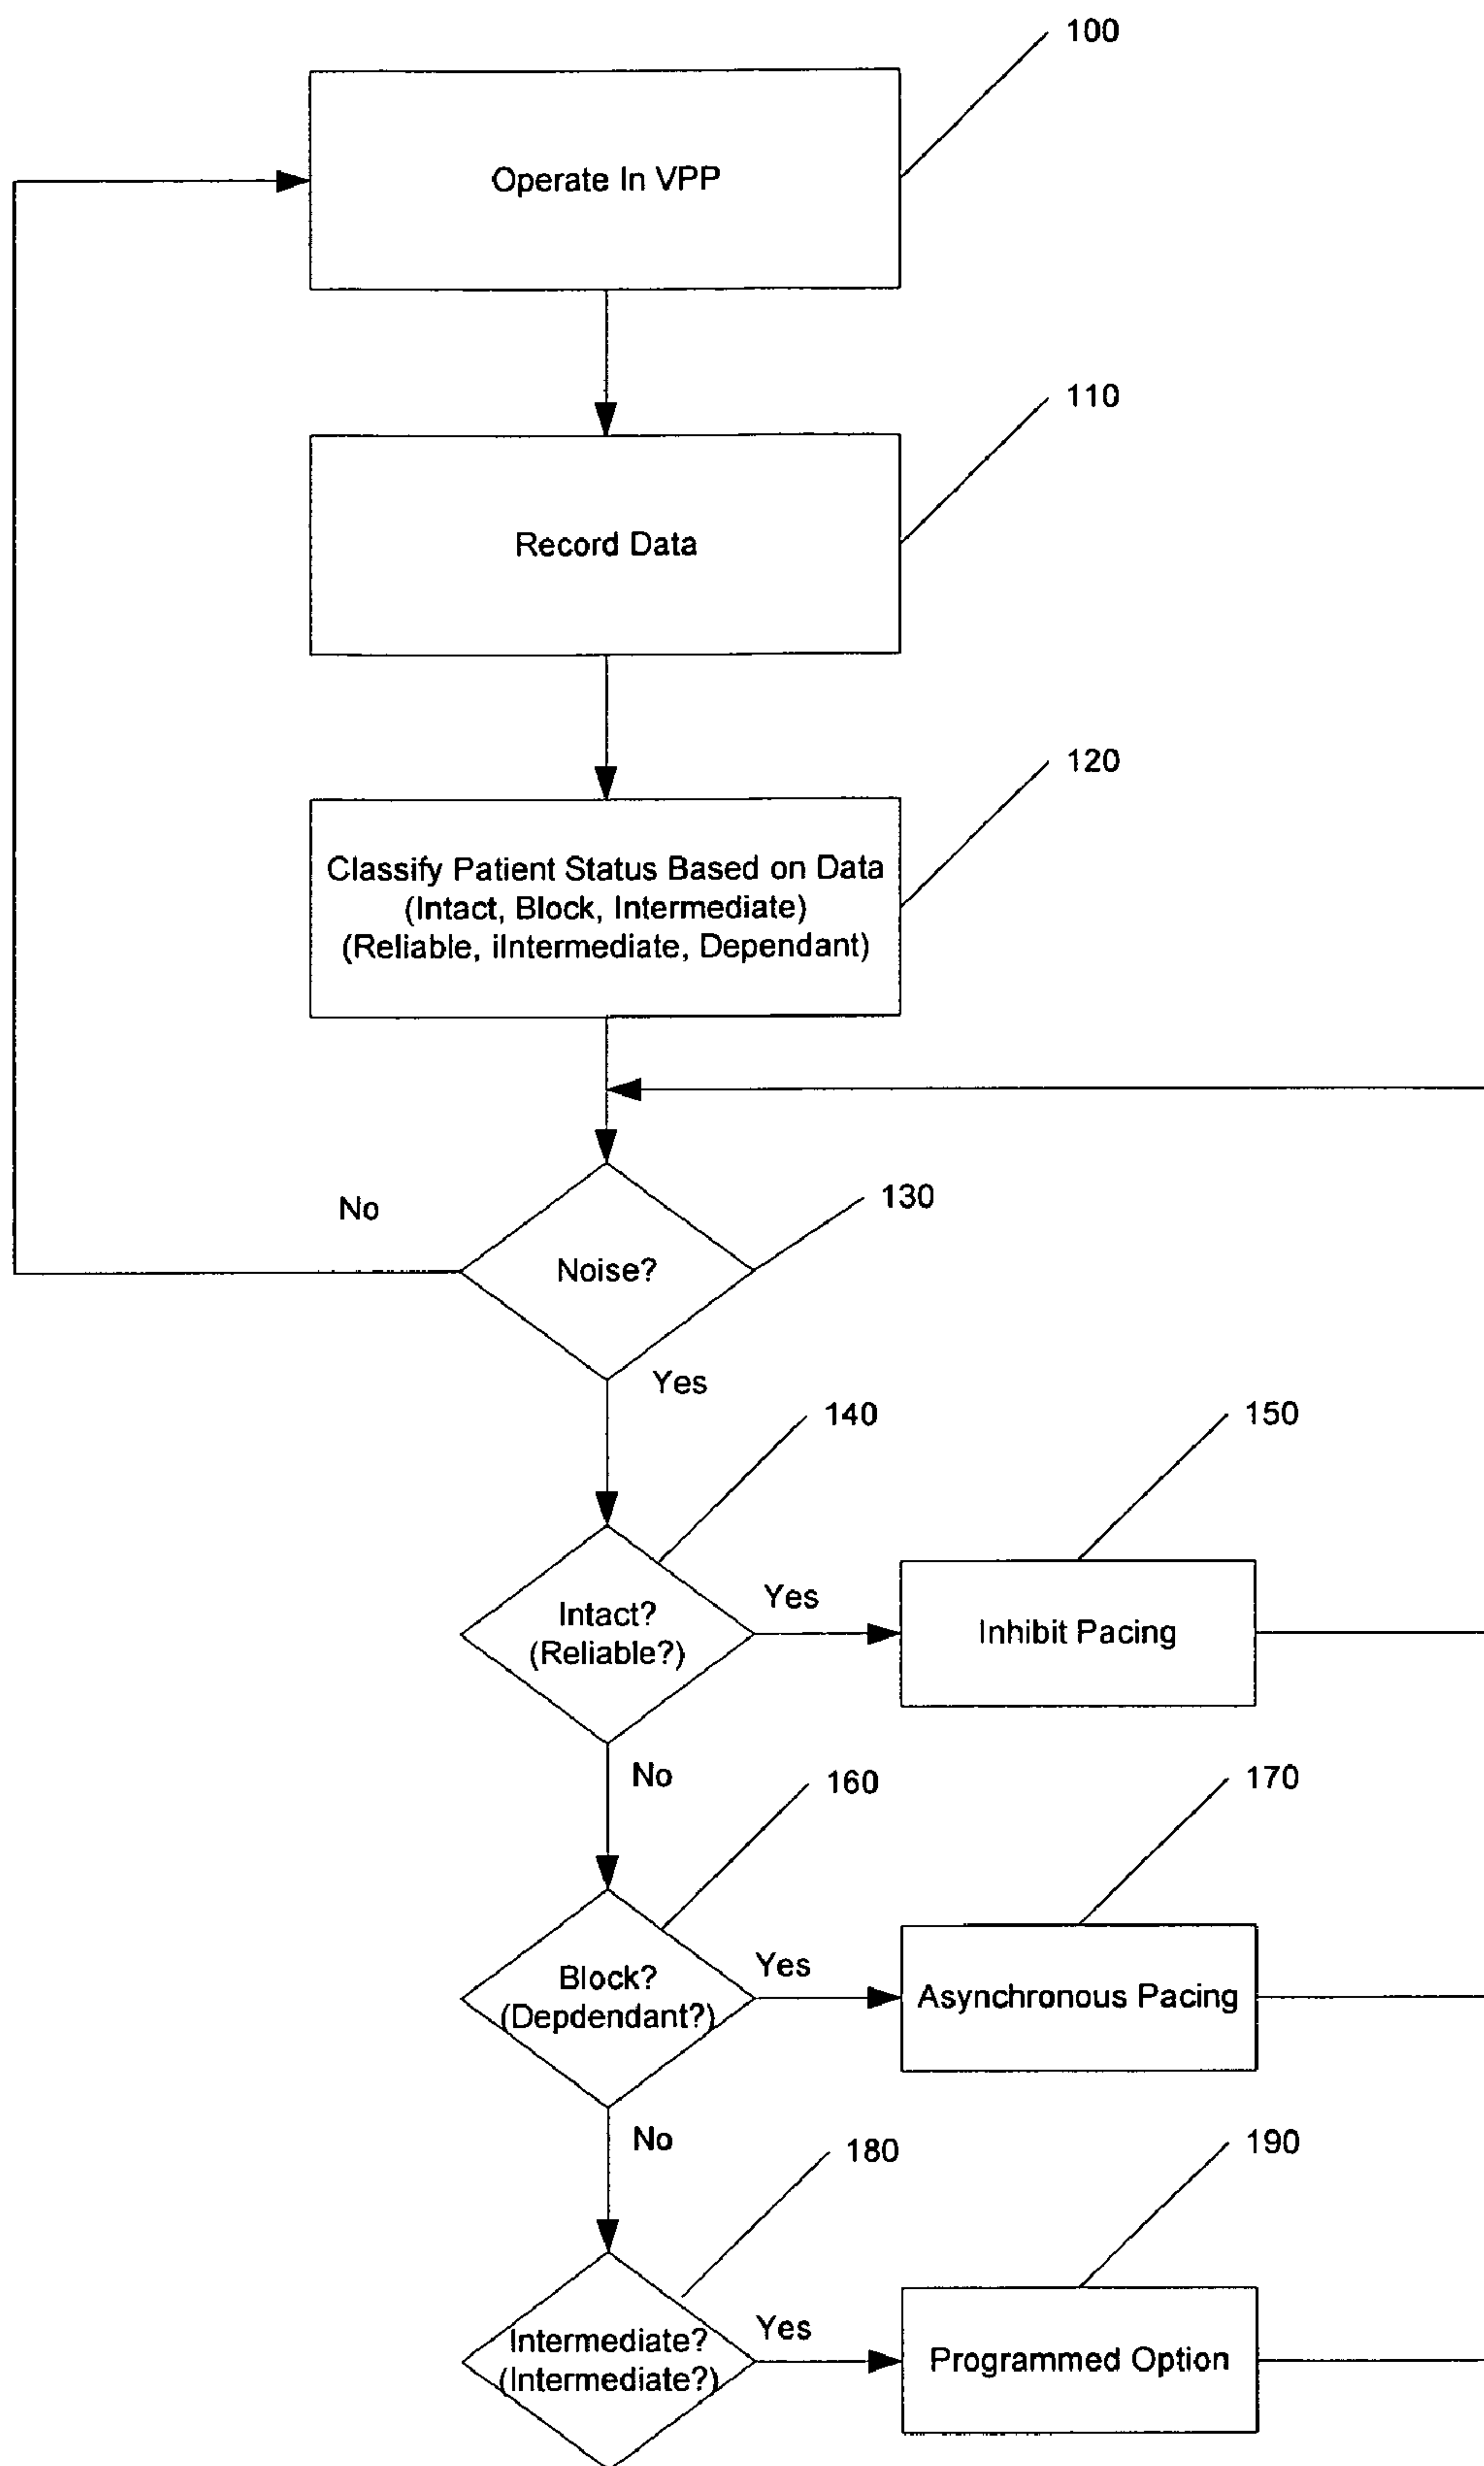 100
Operate In VPP
110
Record Data
120
Classify Patient Status Based on Data
(Intact, Block, Intermediate)
(Reliable, iIntermediate, Dependant)
No
130
Noise?
Yes
140
150
Intact?
(Reliable?)
Yes
Inhibit Pacing
No
160
170
Block?
(Depdendant?)
Yes
Asynchronous Pacing
No
180
190
Intermediate?
(Intermediate?)
Yes
Programmed Option